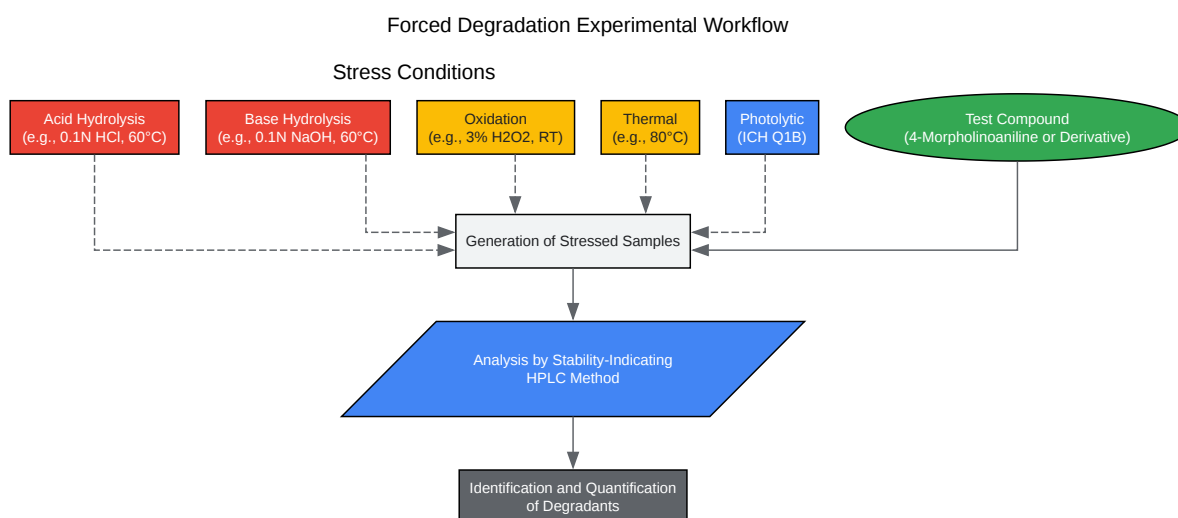 Forced Degradation Experimental Workflow
Stress Conditions
Acid Hydrolysis
(e.g., 0.1N HCl, 60°C)
Base Hydrolysis
(e.g., 0.1N NaOH, 60°C)
Oxidation
(e.g., 3% H2O2, RT)
Thermal
(e.g., 80°C)
Photolytic
(ICH Q1B)
Test Compound
(4-Morpholinoaniline or Derivative)
Generation of Stressed Samples
Analysis by Stability-Indicating
HPLC Method
Identification and Quantification
of Degradants